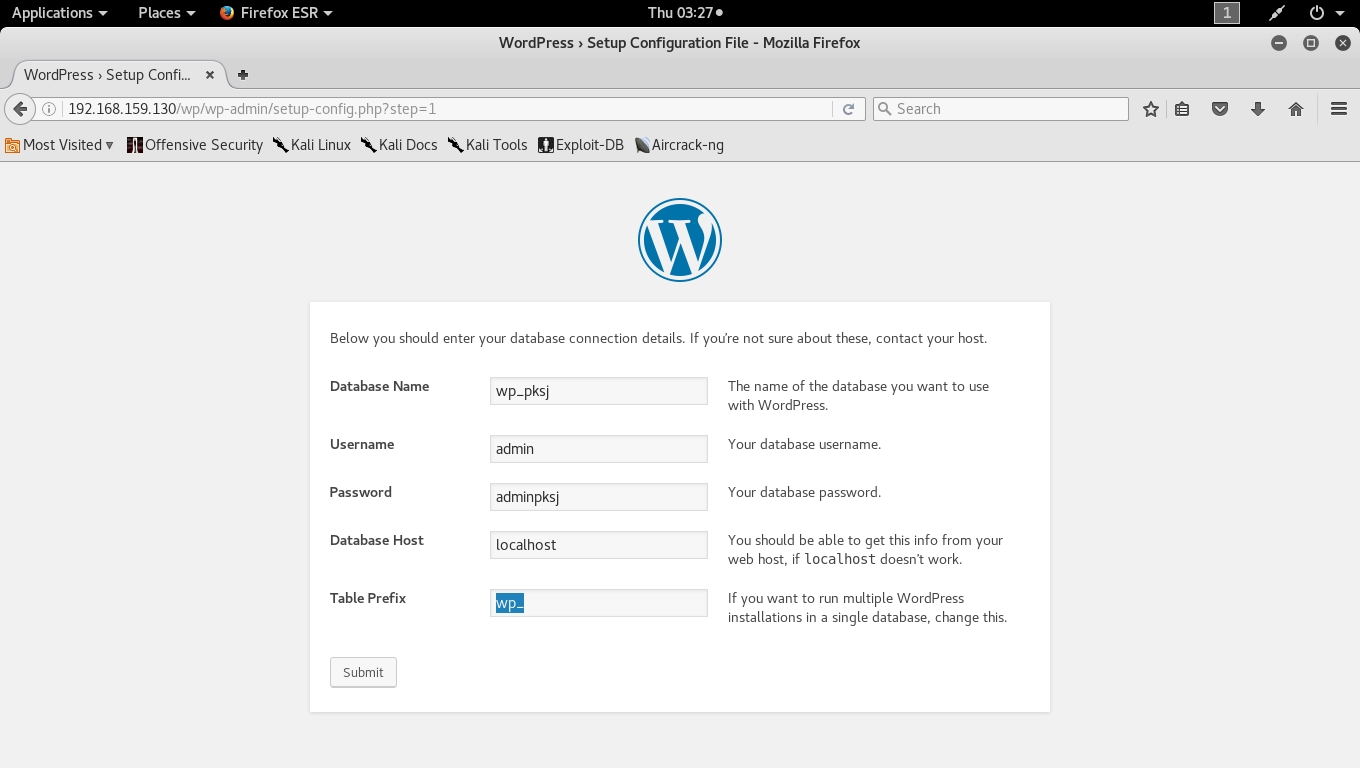 Applications Places Firefox ESR Thu 03:27 1
WordPress › Setup Configuration File - Mozilla Firefox
WordPress › Setup Confi...
192.168.159.130/wp/wp-admin/setup-config.php?step=1 Search
Most Visited Offensive Security Kali Linux Kali Docs Kali Tools Exploit-DB Aircrack-ng
W
Below you should enter your database connection details. If you're not sure about these, contact your host.
Database Name wp_pksj The name of the database you want to use
with WordPress.
Username admin Your database username.
Password adminpksj Your database password.
Database Host localhost You should be able to get this info from your
web host, if localhost doesn't work.
Table Prefix wp_ If you want to run multiple WordPress
installations in a single database, change this.
Submit